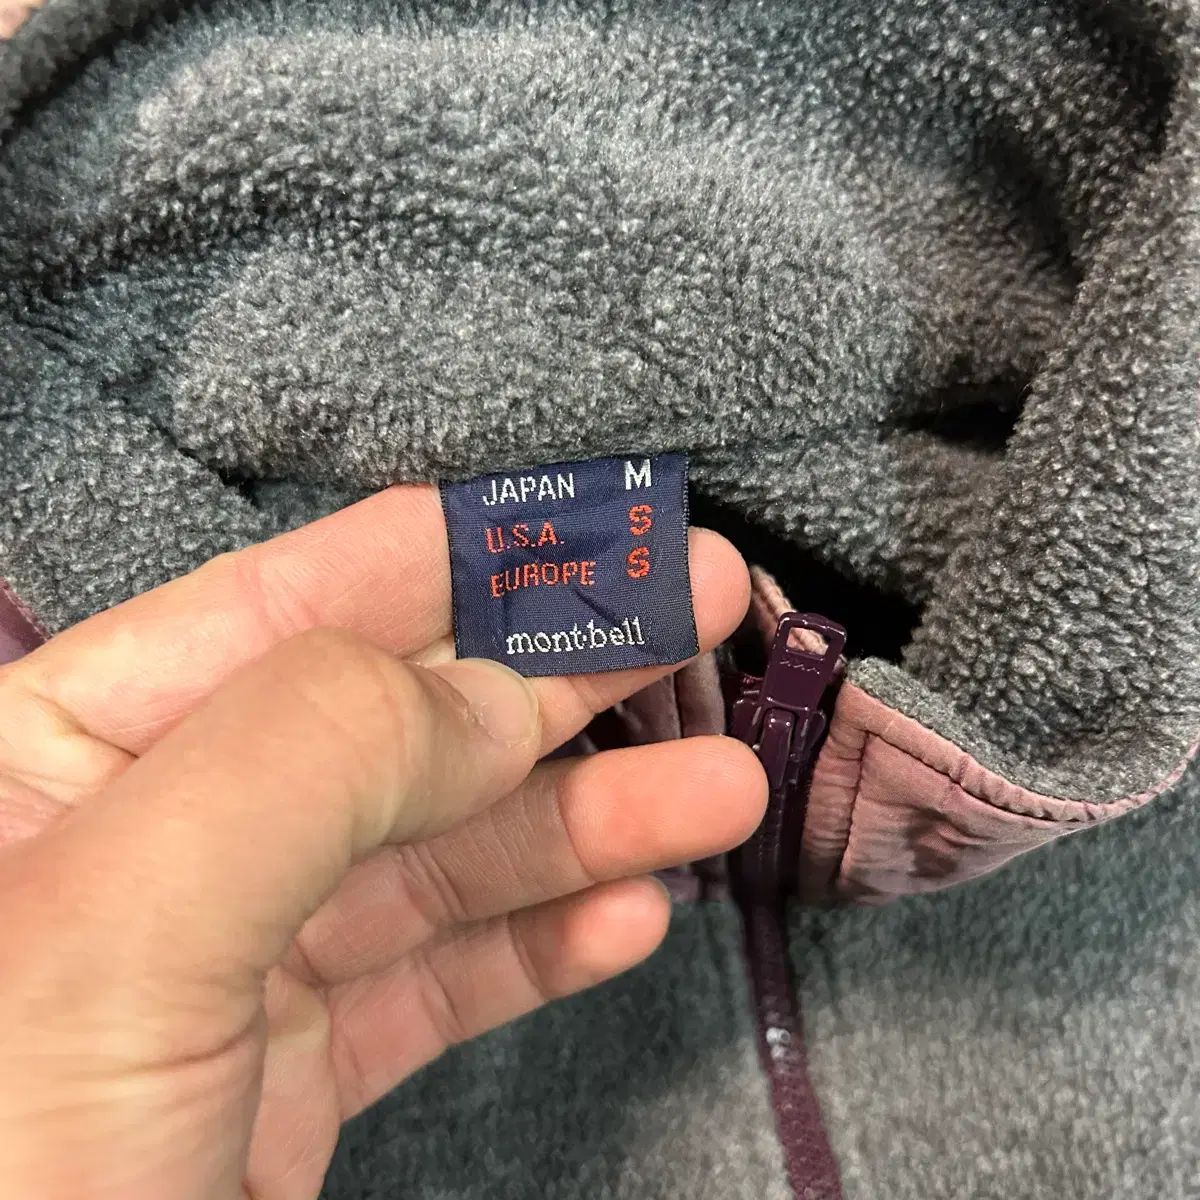 JAPAN M
U.S.A. S
EUROPE S
mont·bell